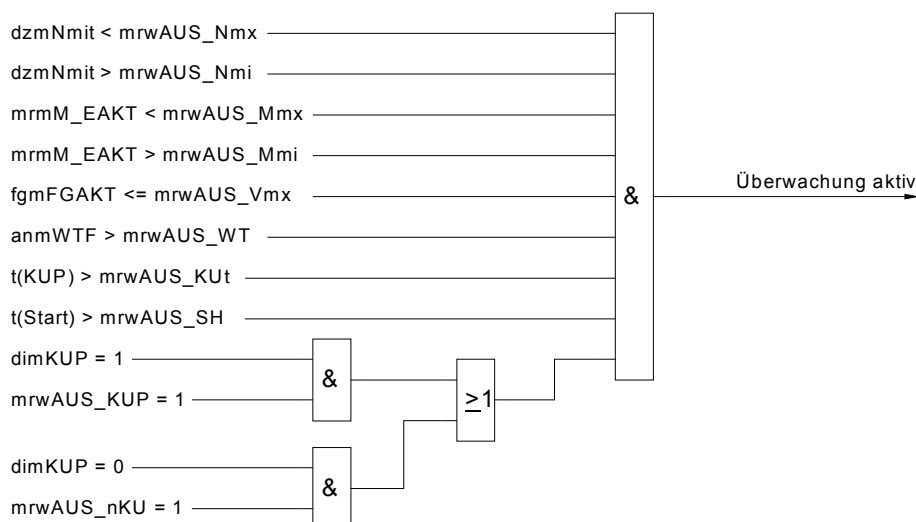 dzmNmit < mrwAUS_Nmx
dzmNmit > mrwAUS_Nmi
mrmM_EAKT < mrwAUS_Mmx
mrmM_EAKT > mrwAUS_Mmi
Überwachung aktiv
fgmFGAKT <= mrwAUS_Vmx
&
anmWTF > mrwAUS_WT
t(KUP) > mrwAUS_KUt
t(Start) > mrwAUS_SH
dimKUP = 1
&
mrwAUS_KUP = 1
≥1
dimKUP = 0
&
mrwAUS_nKU = 1